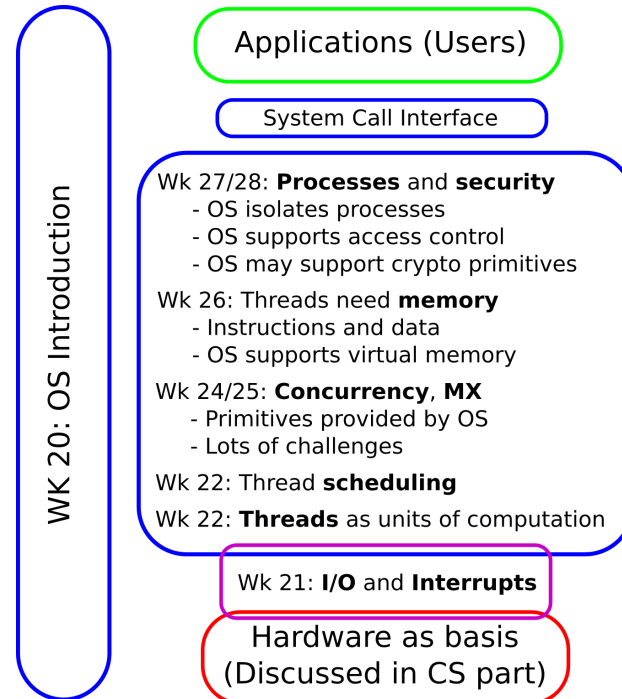 WK 20: OS Introduction
Applications (Users)
System Call Interface
Wk 27/28: Processes and security
- OS isolates processes
- OS supports access control
- OS may support crypto primitives
Wk 26: Threads need memory
- Instructions and data
- OS supports virtual memory
Wk 24/25: Concurrency, MX
- Primitives provided by OS
- Lots of challenges
Wk 22: Thread scheduling
Wk 22: Threads as units of computation
Wk 21: I/O and Interrupts
Hardware as basis
(Discussed in CS part)